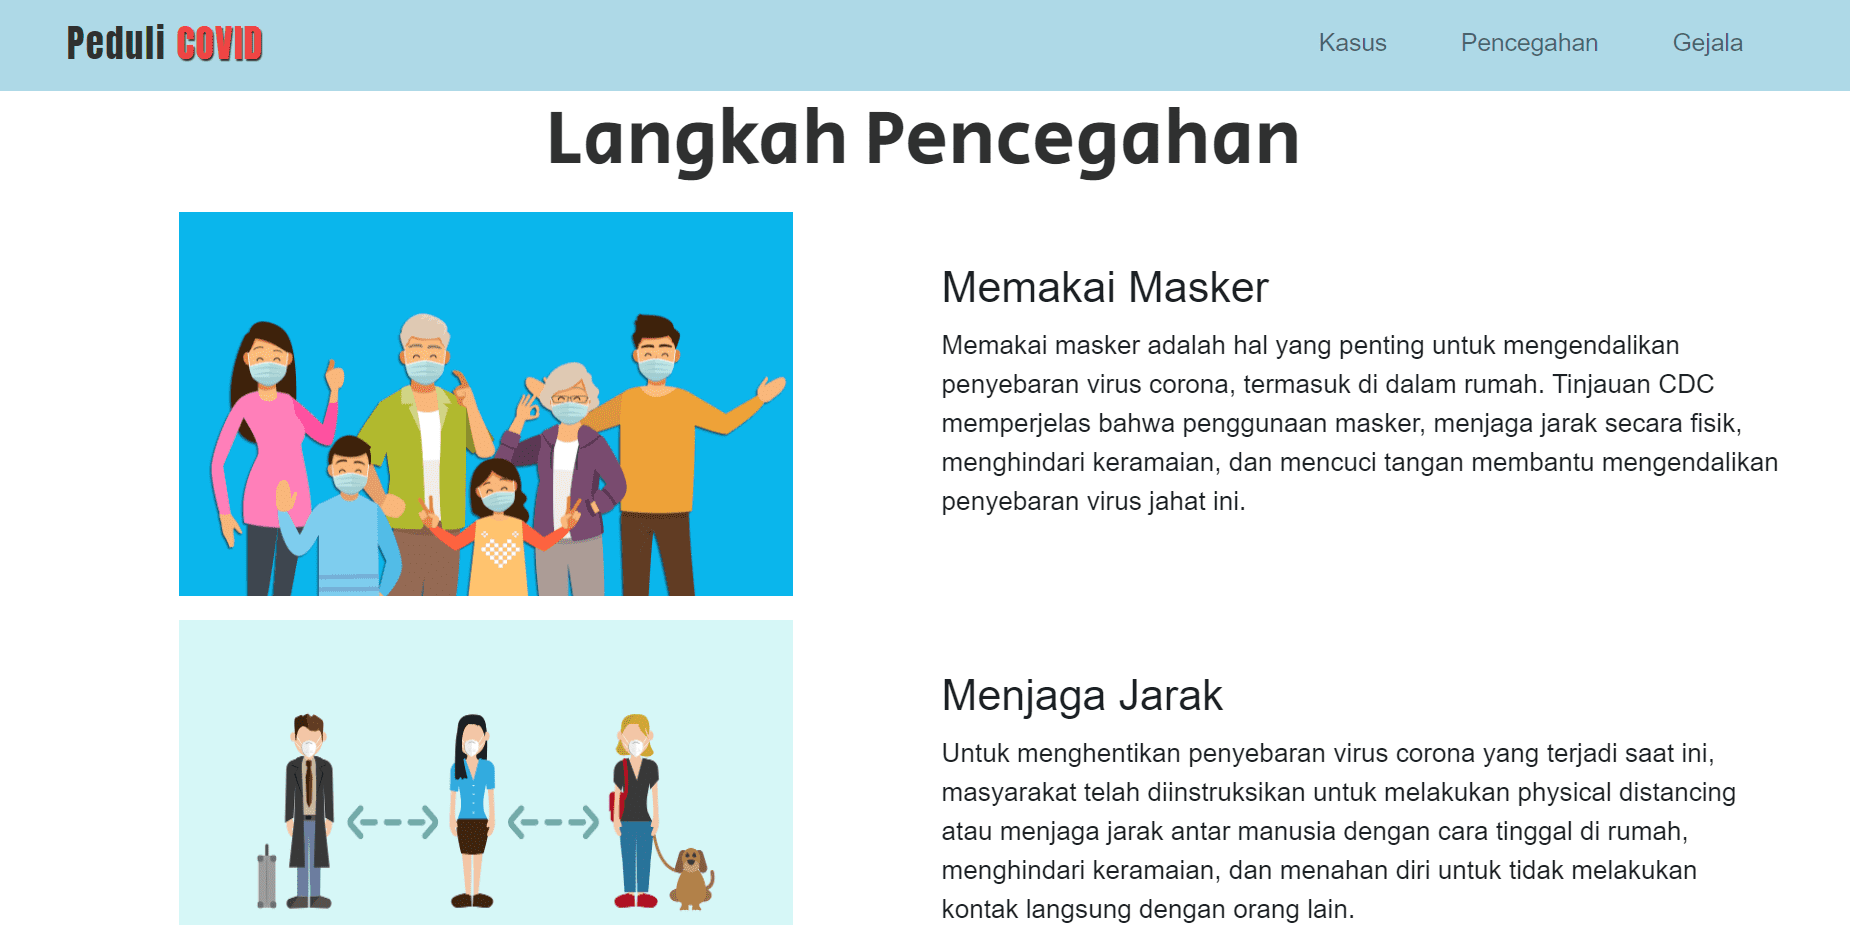 Peduli COVID
Kasus
Pencegahan
Gejala
Langkah Pencegahan
Memakai Masker
Memakai masker adalah hal yang penting untuk mengendalikan
penyebaran virus corona, termasuk di dalam rumah. Tinjauan CDC
memperjelas bahwa penggunaan masker, menjaga jarak secara fisik,
menghindari keramaian, dan mencuci tangan membantu mengendalikan
penyebaran virus jahat ini.
Menjaga Jarak
Untuk menghentikan penyebaran virus corona yang terjadi saat ini,
masyarakat telah diinstruksikan untuk melakukan physical distancing
atau menjaga jarak antar manusia dengan cara tinggal di rumah,
menghindari keramaian, dan menahan diri untuk tidak melakukan
kontak langsung dengan orang lain.